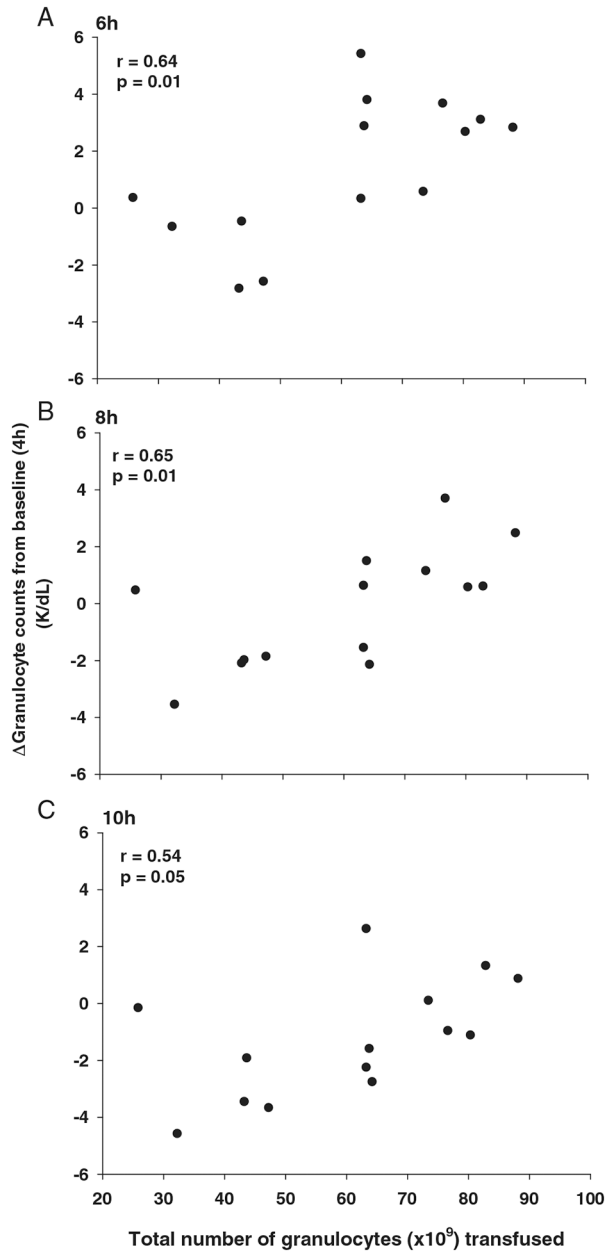 A
6h
6
r = 0.64
p = 0.01
4
2
0
-2
-4
-6
B
8h
6
r = 0.65
p = 0.01
4
2
0
-2
-4
-6
ΔGranulocyte counts from baseline (4h)
(K/dL)
C
10h
6
r = 0.54
p = 0.05
4
2
0
-2
-4
-6
20 30 40 50 60 70 80 90 100
Total number of granulocytes (x10⁹) transfused